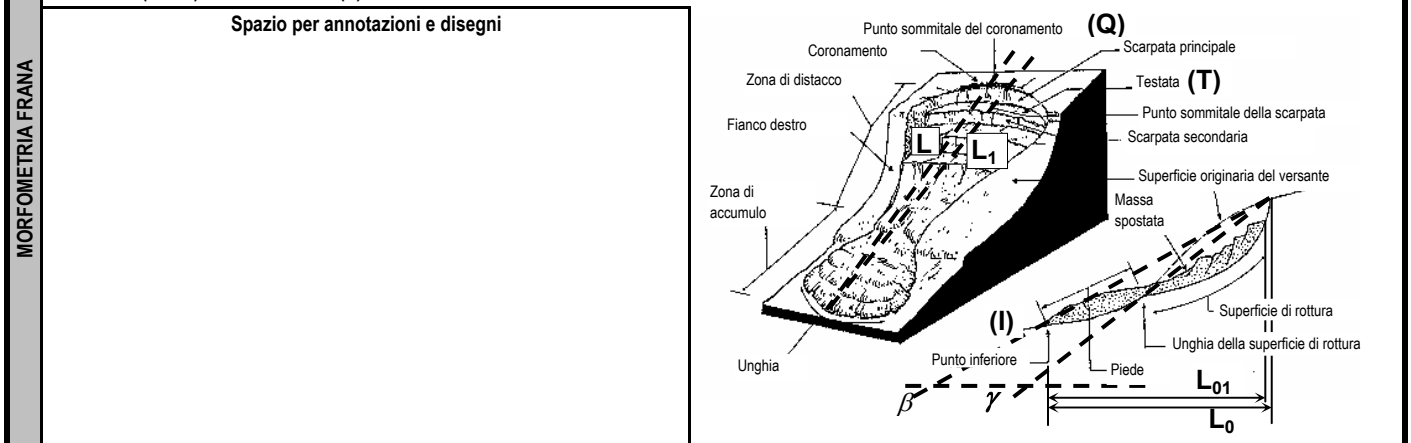 MORFOMETRIA FRANA
Spazio per annotazioni e disegni
Punto sommitale del coronamento
(Q)
Coronamento
Scarpata principale
Zona di distacco
Testata (T)
Punto sommitale della scarpata
Fianco destro
Scarpata secondaria
L
L1
Superficie originaria del versante
Zona di
accumulo
Massa
spostata
(I)
Superficie di rottura
Unghia della superficie di rottura
Unghia
Punto inferiore
Piede
β
γ
L01
L0